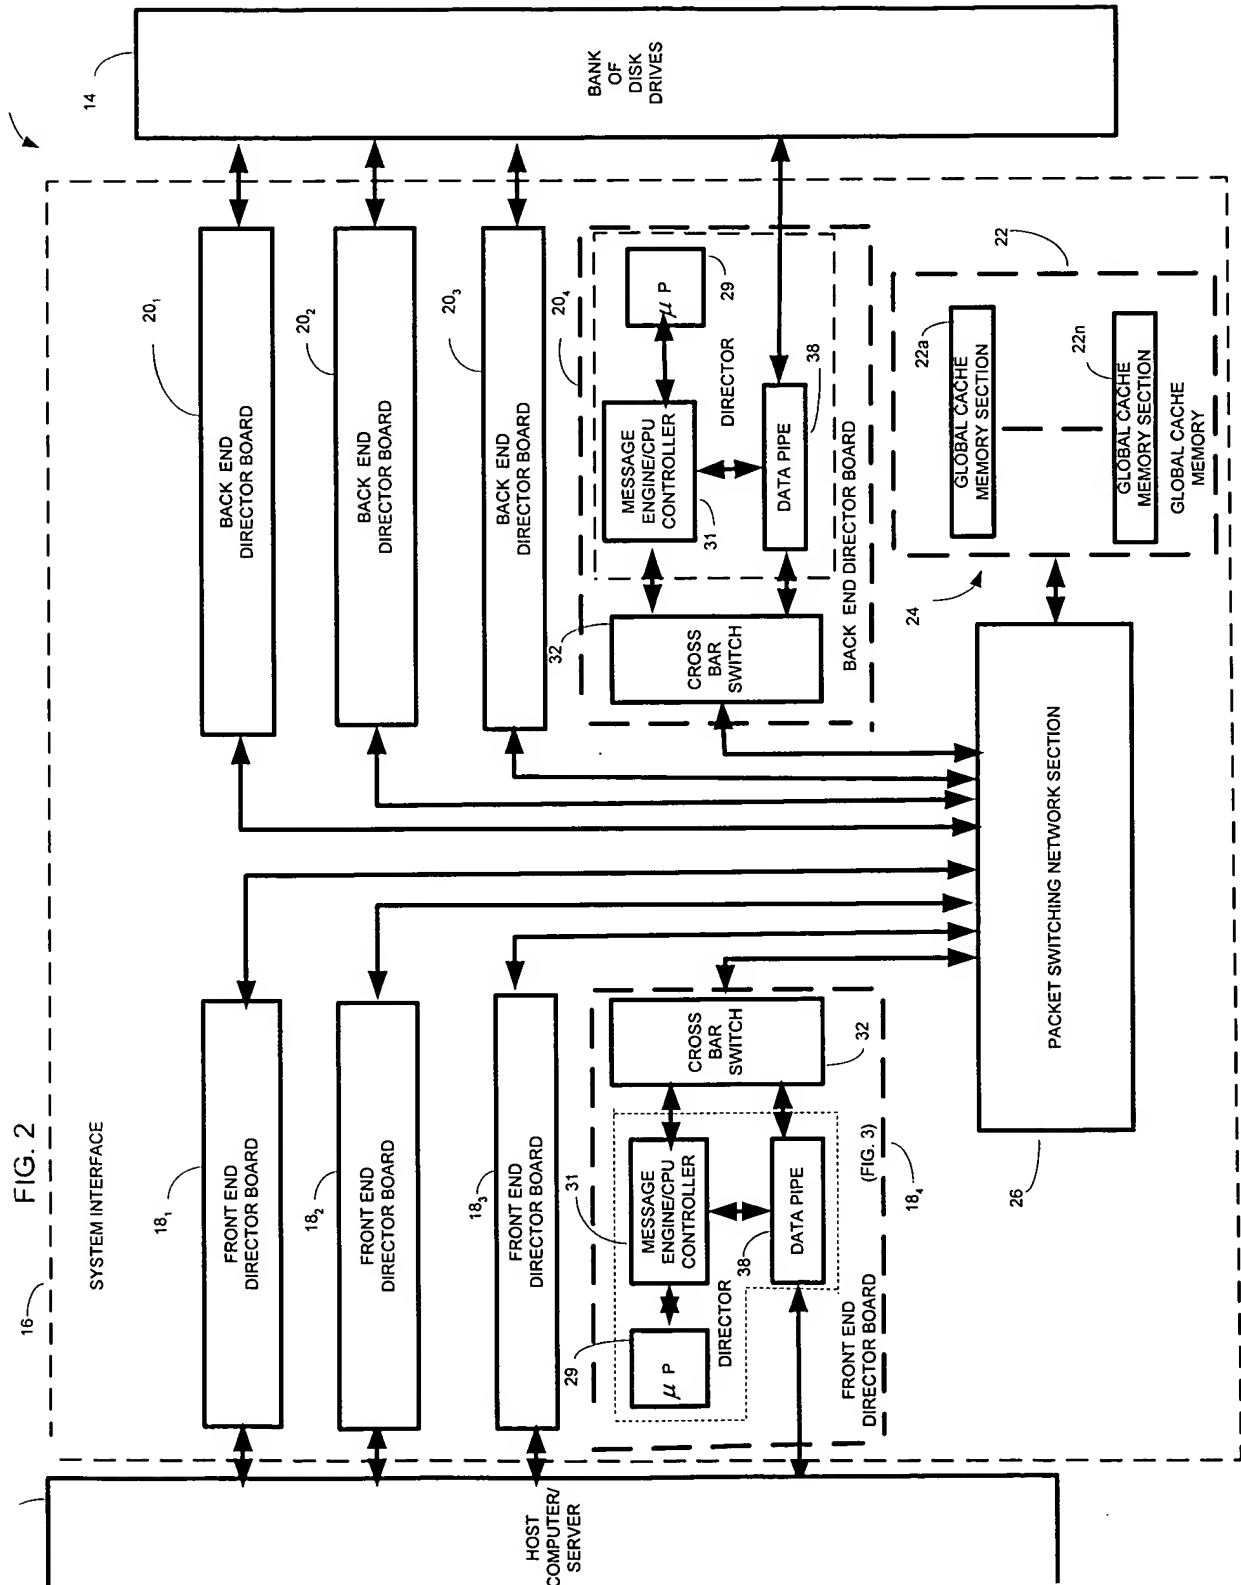 FIG. 2
16
SYSTEM INTERFACE
HOST
COMPUTER/
SERVER
18₁
FRONT END
DIRECTOR BOARD
18₂
FRONT END
DIRECTOR BOARD
18₃
FRONT END
DIRECTOR BOARD
29
μ P
DIRECTOR
31
MESSAGE
ENGINE/CPU
CONTROLLER
38
DATA PIPE
CROSS
BAR
SWITCH
32
FRONT END
DIRECTOR BOARD
(FIG. 3)
18₄
20₁
BACK END
DIRECTOR BOARD
20₂
BACK END
DIRECTOR BOARD
20₃
BACK END
DIRECTOR BOARD
20₄
32
CROSS
BAR
SWITCH
MESSAGE
ENGINE/CPU
CONTROLLER
31
μ P
29
DIRECTOR
DATA PIPE
38
BACK END DIRECTOR BOARD
14
BANK
OF
DISK
DRIVES
PACKET SWITCHING NETWORK SECTION
26
24
22
22a
GLOBAL CACHE
MEMORY SECTION
22n
GLOBAL CACHE
MEMORY SECTION
GLOBAL CACHE
MEMORY